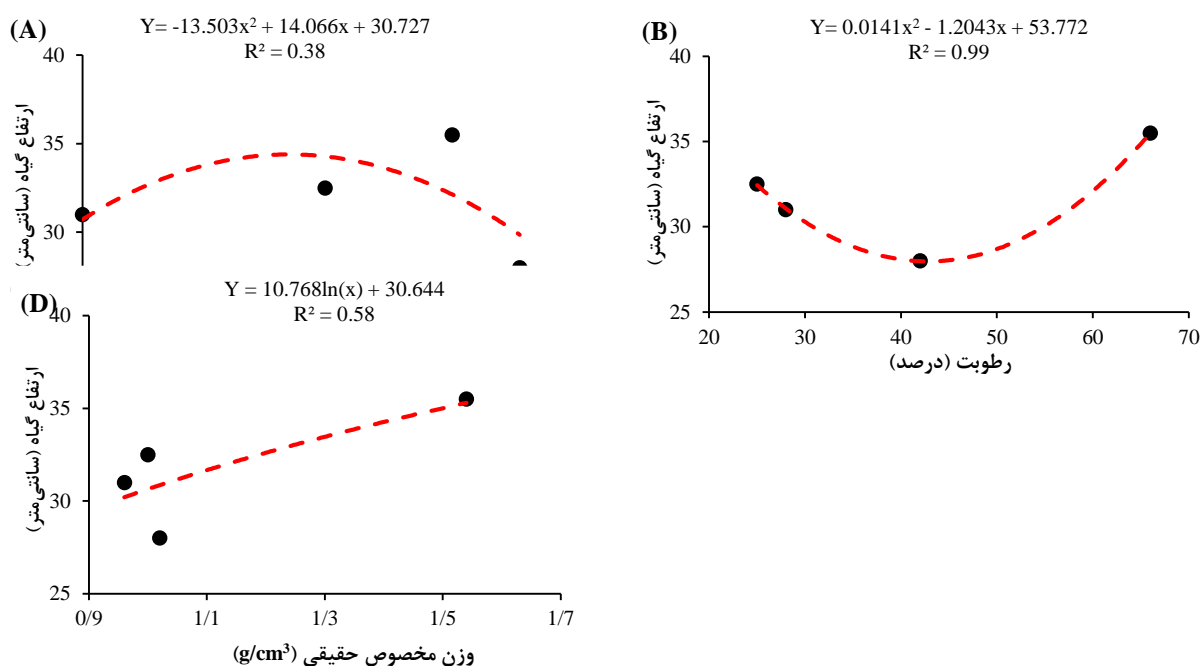 (A)
Y= -13.503x² + 14.066x + 30.727
R² = 0.38
40
35
30
ارتفاع گیاه (سانتی‌متر)
(B)
Y= 0.0141x² - 1.2043x + 53.772
R² = 0.99
40
35
30
25
ارتفاع گیاه (سانتی‌متر)
20 30 40 50 60 70
رطوبت (درصد)
(D)
Y = 10.768ln(x) + 30.644
R² = 0.58
40
35
30
25
ارتفاع گیاه (سانتی‌متر)
0/9 1/1 1/3 1/5 1/7
وزن مخصوص حقیقی (g/cm³)